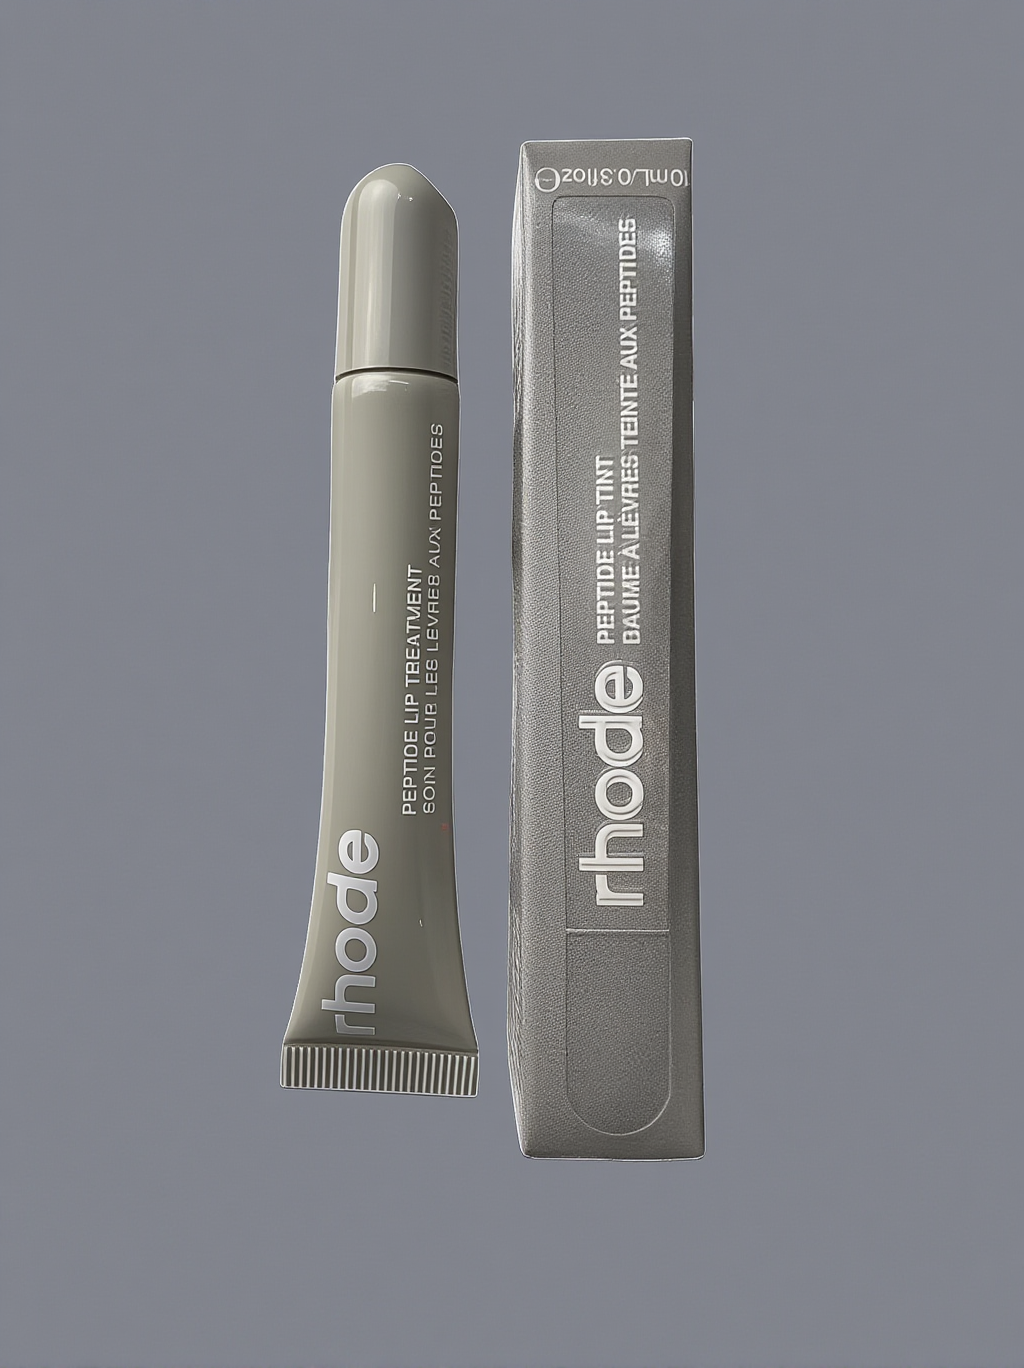 rhode
PEPTIDE LIP TREATMENT
SOIN POUR LES LEVRES AUX PEPTIDES
10mL/0.3floz
rhode
PEPTIDE LIP TINT
BAUME À LÈVRES TEINTÉ AUX PEPTIDES